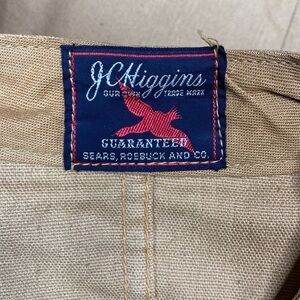 JCHiggins
OUR OWN TRADE MARK
GUARANTEED
SEARS, ROEBUCK AND CO.